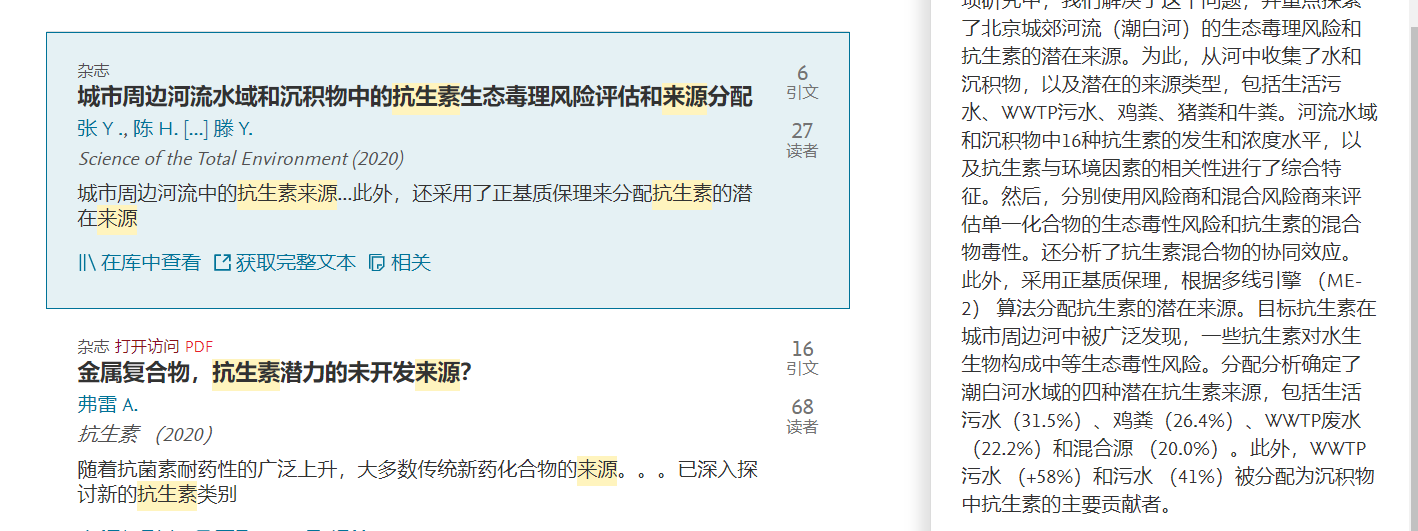 杂志
城市周边河流水域和沉积物中的抗生素生态毒理风险评估和来源分配
张 Y ., 陈 H. [...] 滕 Y.
Science of the Total Environment (2020)
城市周边河流中的抗生素来源...此外，还采用了正基质保理来分配抗生素的潜
在来源
在库中查看 获取完整文本 相关
6
引文
27
读者
杂志 打开访问 PDF
金属复合物，抗生素潜力的未开发来源？
弗雷 A.
抗生素 （2020）
随着抗菌素耐药性的广泛上升，大多数传统新药化合物的来源。。。已深入探
讨新的抗生素类别
16
引文
68
读者
了北京城郊河流（潮白河）的生态毒理风险和
抗生素的潜在来源。为此，从河中收集了水和
沉积物，以及潜在的来源类型，包括生活污
水、WWTP污水、鸡粪、猪粪和牛粪。河流水域
和沉积物中16种抗生素的发生和浓度水平，以
及抗生素与环境因素的相关性进行了综合特
征。然后，分别使用风险商和混合风险商来评
估单一化合物的生态毒性风险和抗生素的混合
物毒性。还分析了抗生素混合物的协同效应。
此外，采用正基质保理，根据多线引擎 （ME-
2） 算法分配抗生素的潜在来源。目标抗生素在
城市周边河中被广泛发现，一些抗生素对水生
生物构成中等生态毒性风险。分配分析确定了
潮白河水域的四种潜在抗生素来源，包括生活
污水（31.5%）、鸡粪（26.4%）、WWTP废水
（22.2%）和混合源 （20.0%）。此外，WWTP
污水 （+58%）和污水 （41%）被分配为沉积物
中抗生素的主要贡献者。